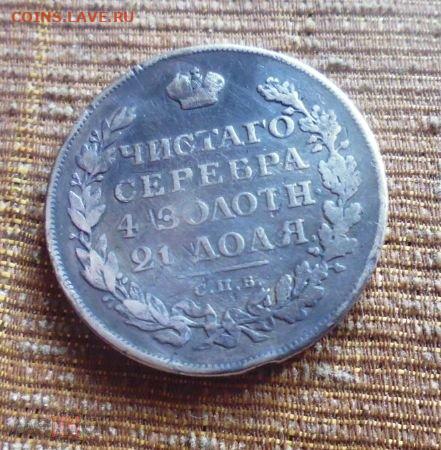 COINS.LAVE.RU
ЧИСТАГО
СЕРЕБРА
4 ЗОЛОТН
21 ДОЛЯ
С.П.Б.